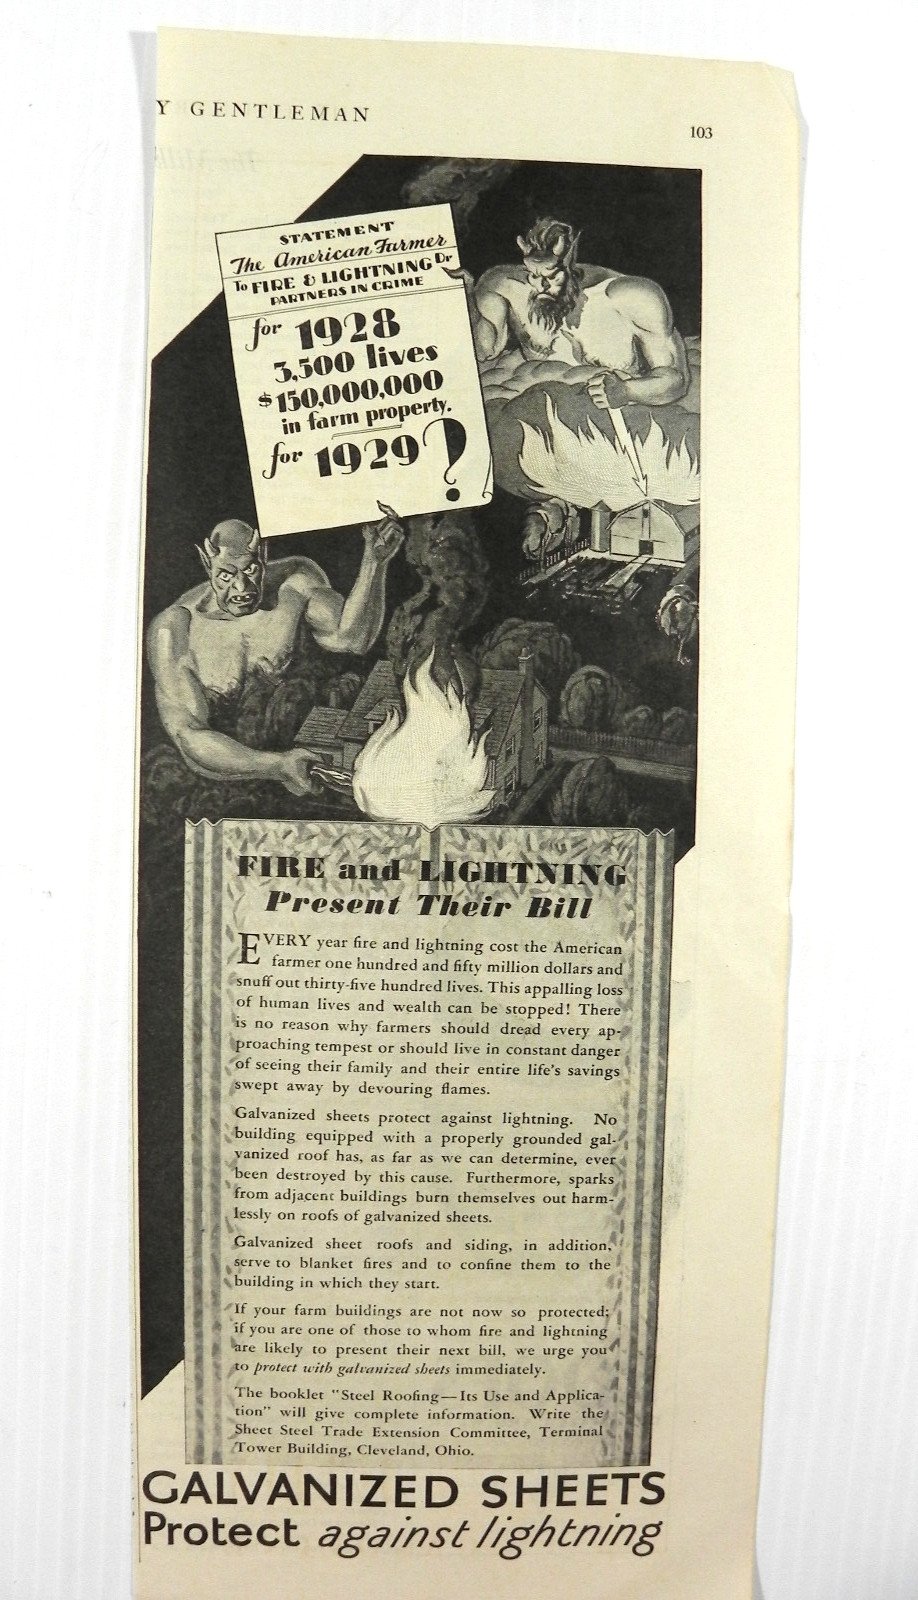 Y GENTLEMAN
103
STATEMENT
The American Farmer
To FIRE & LIGHTNING Dr
PARTNERS IN CRIME
for 1928
3,500 lives
$150,000,000
in farm property.
for 1929?
FIRE and LIGHTNING
Present Their Bill
EVERY year fire and lightning cost the American
farmer one hundred and fifty million dollars and
snuff out thirty-five hundred lives. This appalling loss
of human lives and wealth can be stopped! There
is no reason why farmers should dread every ap-
proaching tempest or should live in constant danger
of seeing their family and their entire life's savings
swept away by devouring flames.
Galvanized sheets protect against lightning. No
building equipped with a properly grounded gal-
vanized roof has, as far as we can determine, ever
been destroyed by this cause. Furthermore, sparks
from adjacent buildings burn themselves out harm-
lessly on roofs of galvanized sheets.
Galvanized sheet roofs and siding, in addition,
serve to blanket fires and to confine them to the
building in which they start.
If your farm buildings are not now so protected;
if you are one of those to whom fire and lightning
are likely to present their next bill, we urge you
to protect with galvanized sheets immediately.
The booklet "Steel Roofing—Its Use and Applica-
tion" will give complete information. Write the
Sheet Steel Trade Extension Committee, Terminal
Tower Building, Cleveland, Ohio.
GALVANIZED SHEETS
Protect against lightning